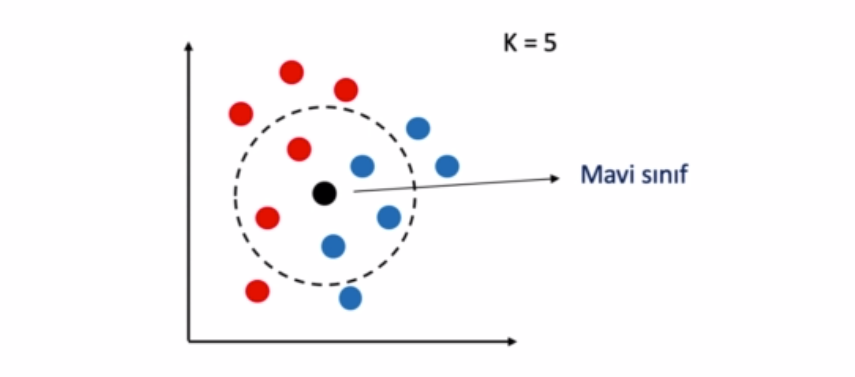 K = 5
Mavi sınıf